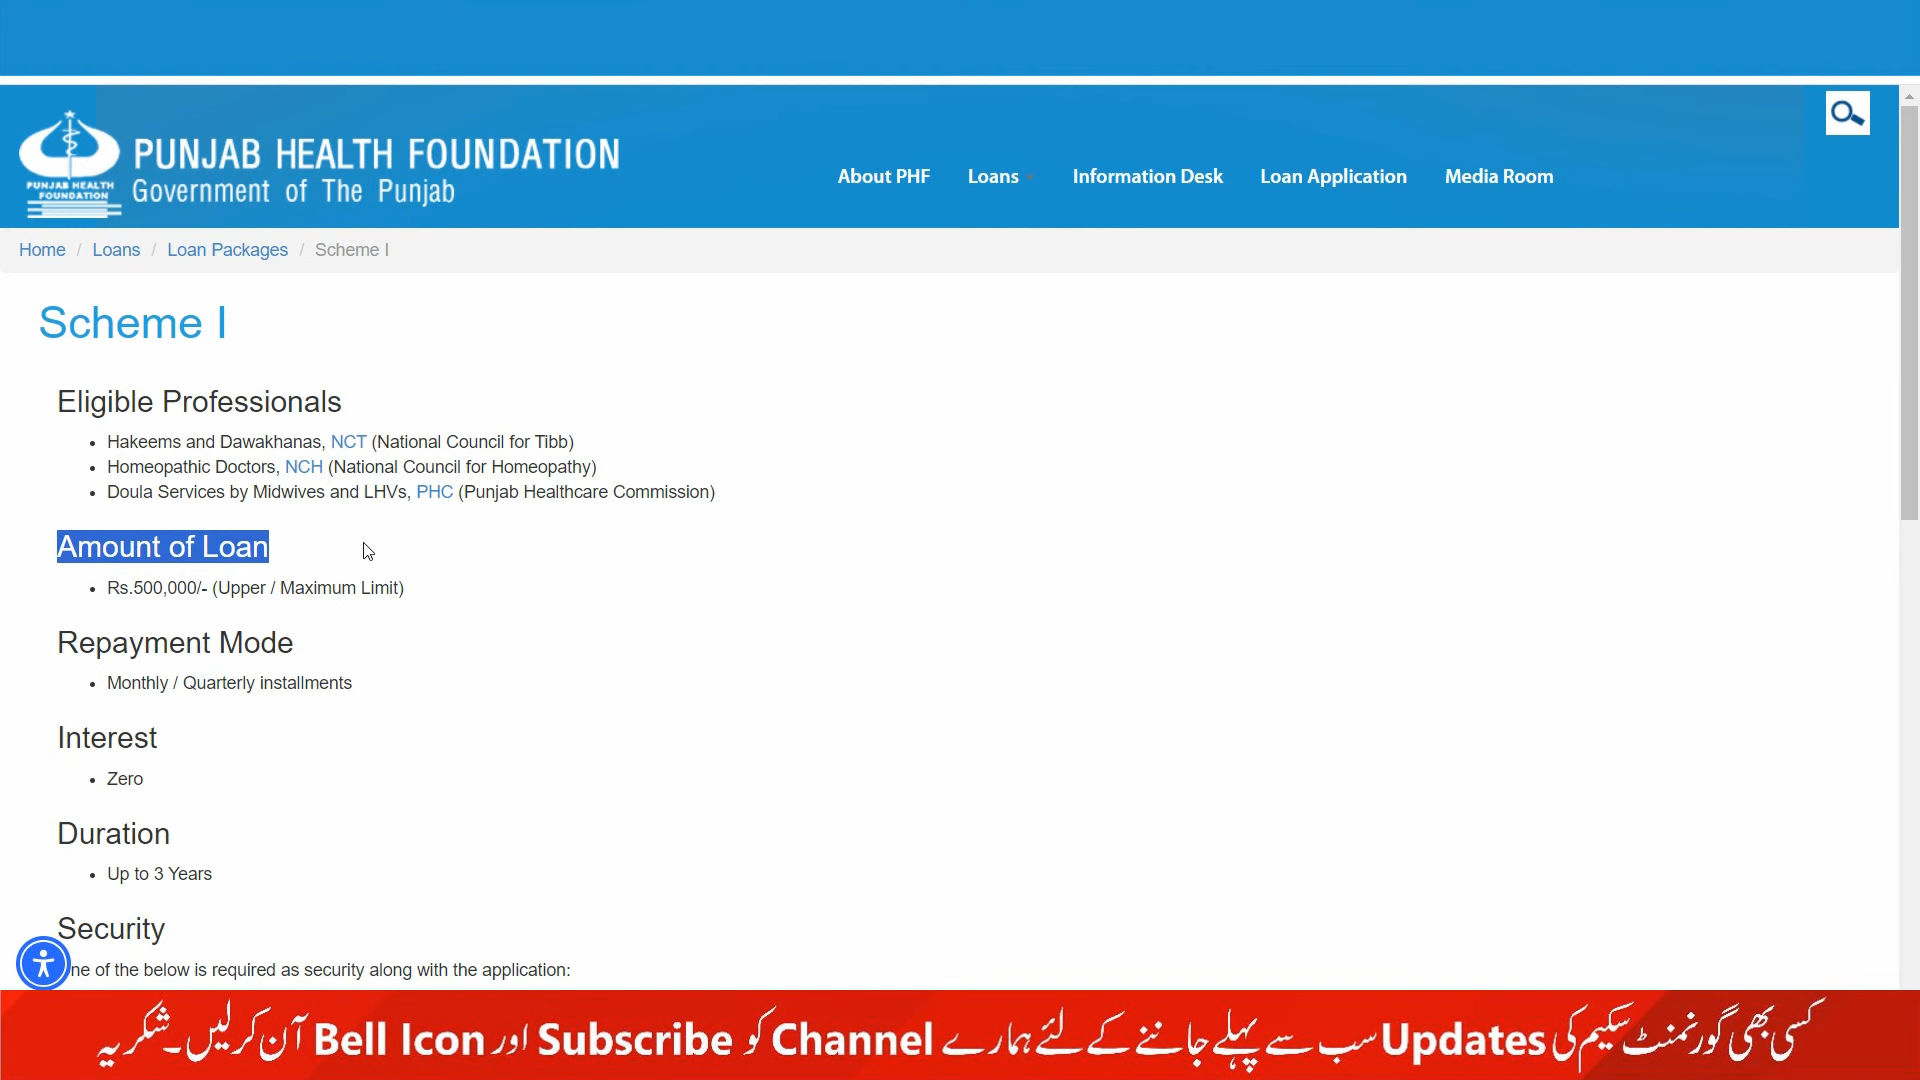 PUNJAB HEALTH FOUNDATION
Government of The Punjab
PUNJAB HEALTH
FOUNDATION
About PHF Loans Information Desk Loan Application Media Room
Home / Loans / Loan Packages / Scheme I
Scheme I
Eligible Professionals
• Hakeems and Dawakhanas, NCT (National Council for Tibb)
• Homeopathic Doctors, NCH (National Council for Homeopathy)
• Doula Services by Midwives and LHVs, PHC (Punjab Healthcare Commission)
Amount of Loan
• Rs.500,000/- (Upper / Maximum Limit)
Repayment Mode
• Monthly / Quarterly installments
Interest
• Zero
Duration
• Up to 3 Years
Security
ne of the below is required as security along with the application:
کسی بھی گورنمنٹ سکیم کی Updates سب سے پہلے جاننے کے لئے ہمارے Channel کو Subscribe اور Bell Icon آن کر لیں۔ شکریہ